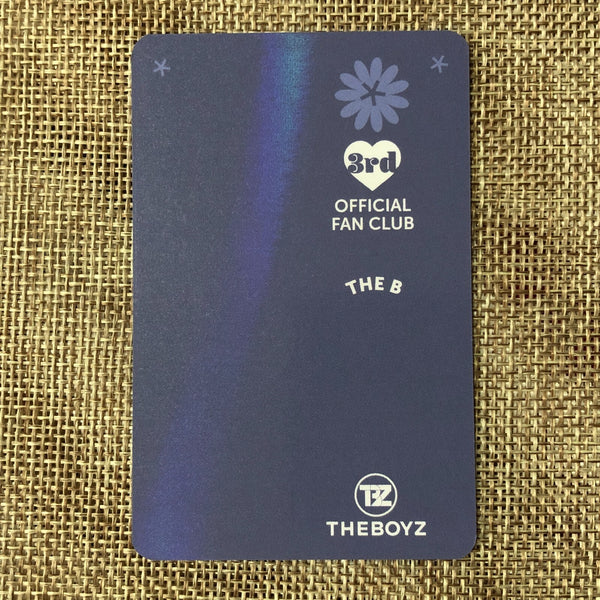 3rd
OFFICIAL
FAN CLUB
THE B
TBZ
THEBOYZ